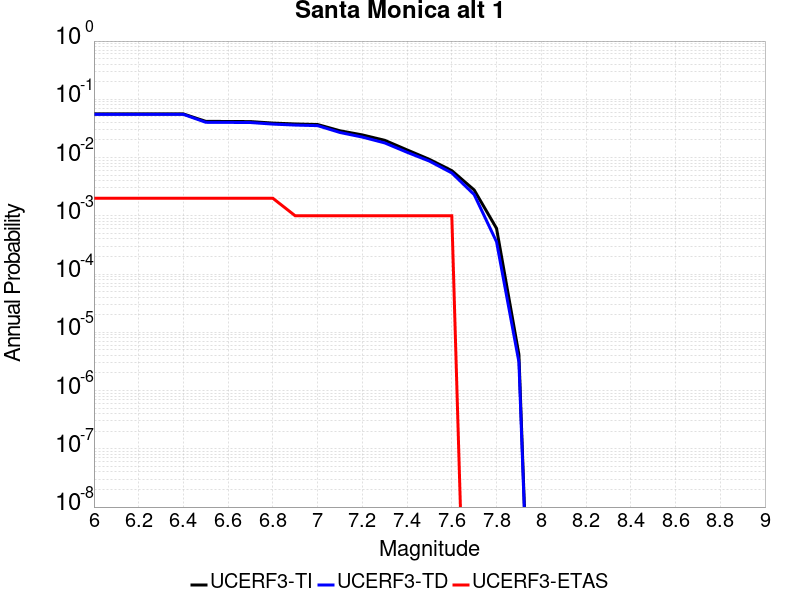 Santa Monica alt 1
10^0
10^-1
10^-2
10^-3
10^-4
10^-5
10^-6
10^-7
10^-8
Annual Probability
6 6.2 6.4 6.6 6.8 7 7.2 7.4 7.6 7.8 8 8.2 8.4 8.6 8.8 9
Magnitude
UCERF3-TI UCERF3-TD UCERF3-ETAS